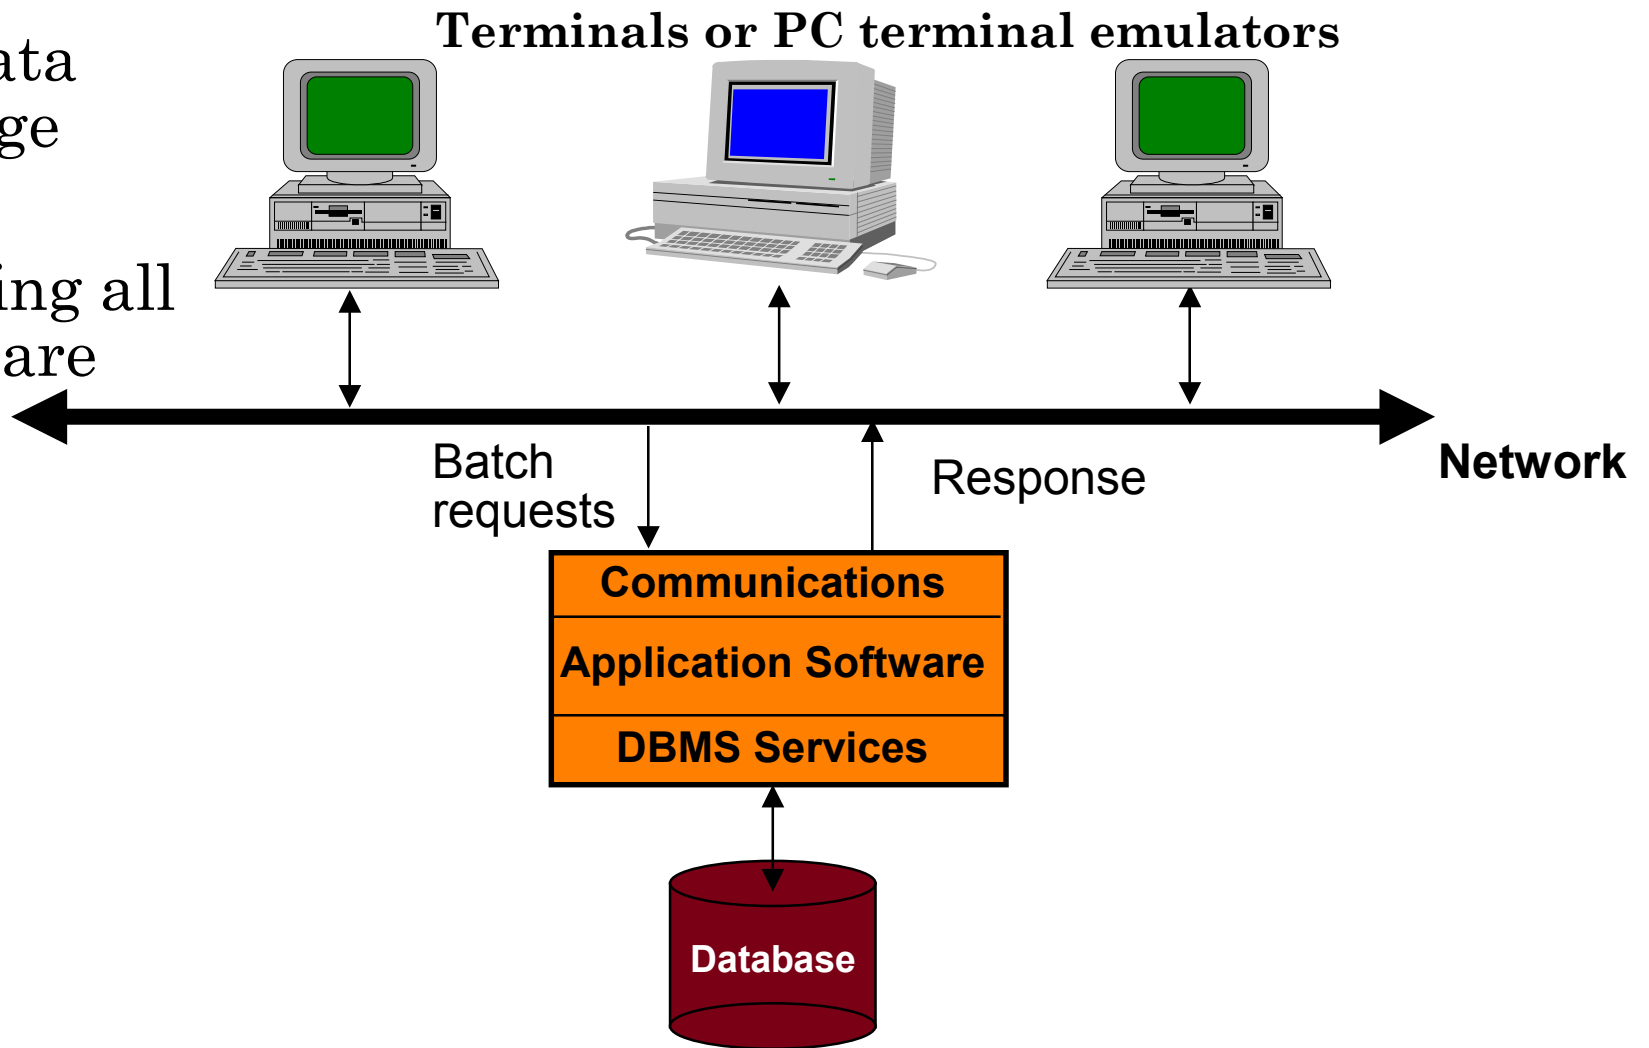 Terminals or PC terminal emulators
ata
ge
ing all
are
Network
Batch
requests
Response
Communications
Application Software
DBMS Services
Database